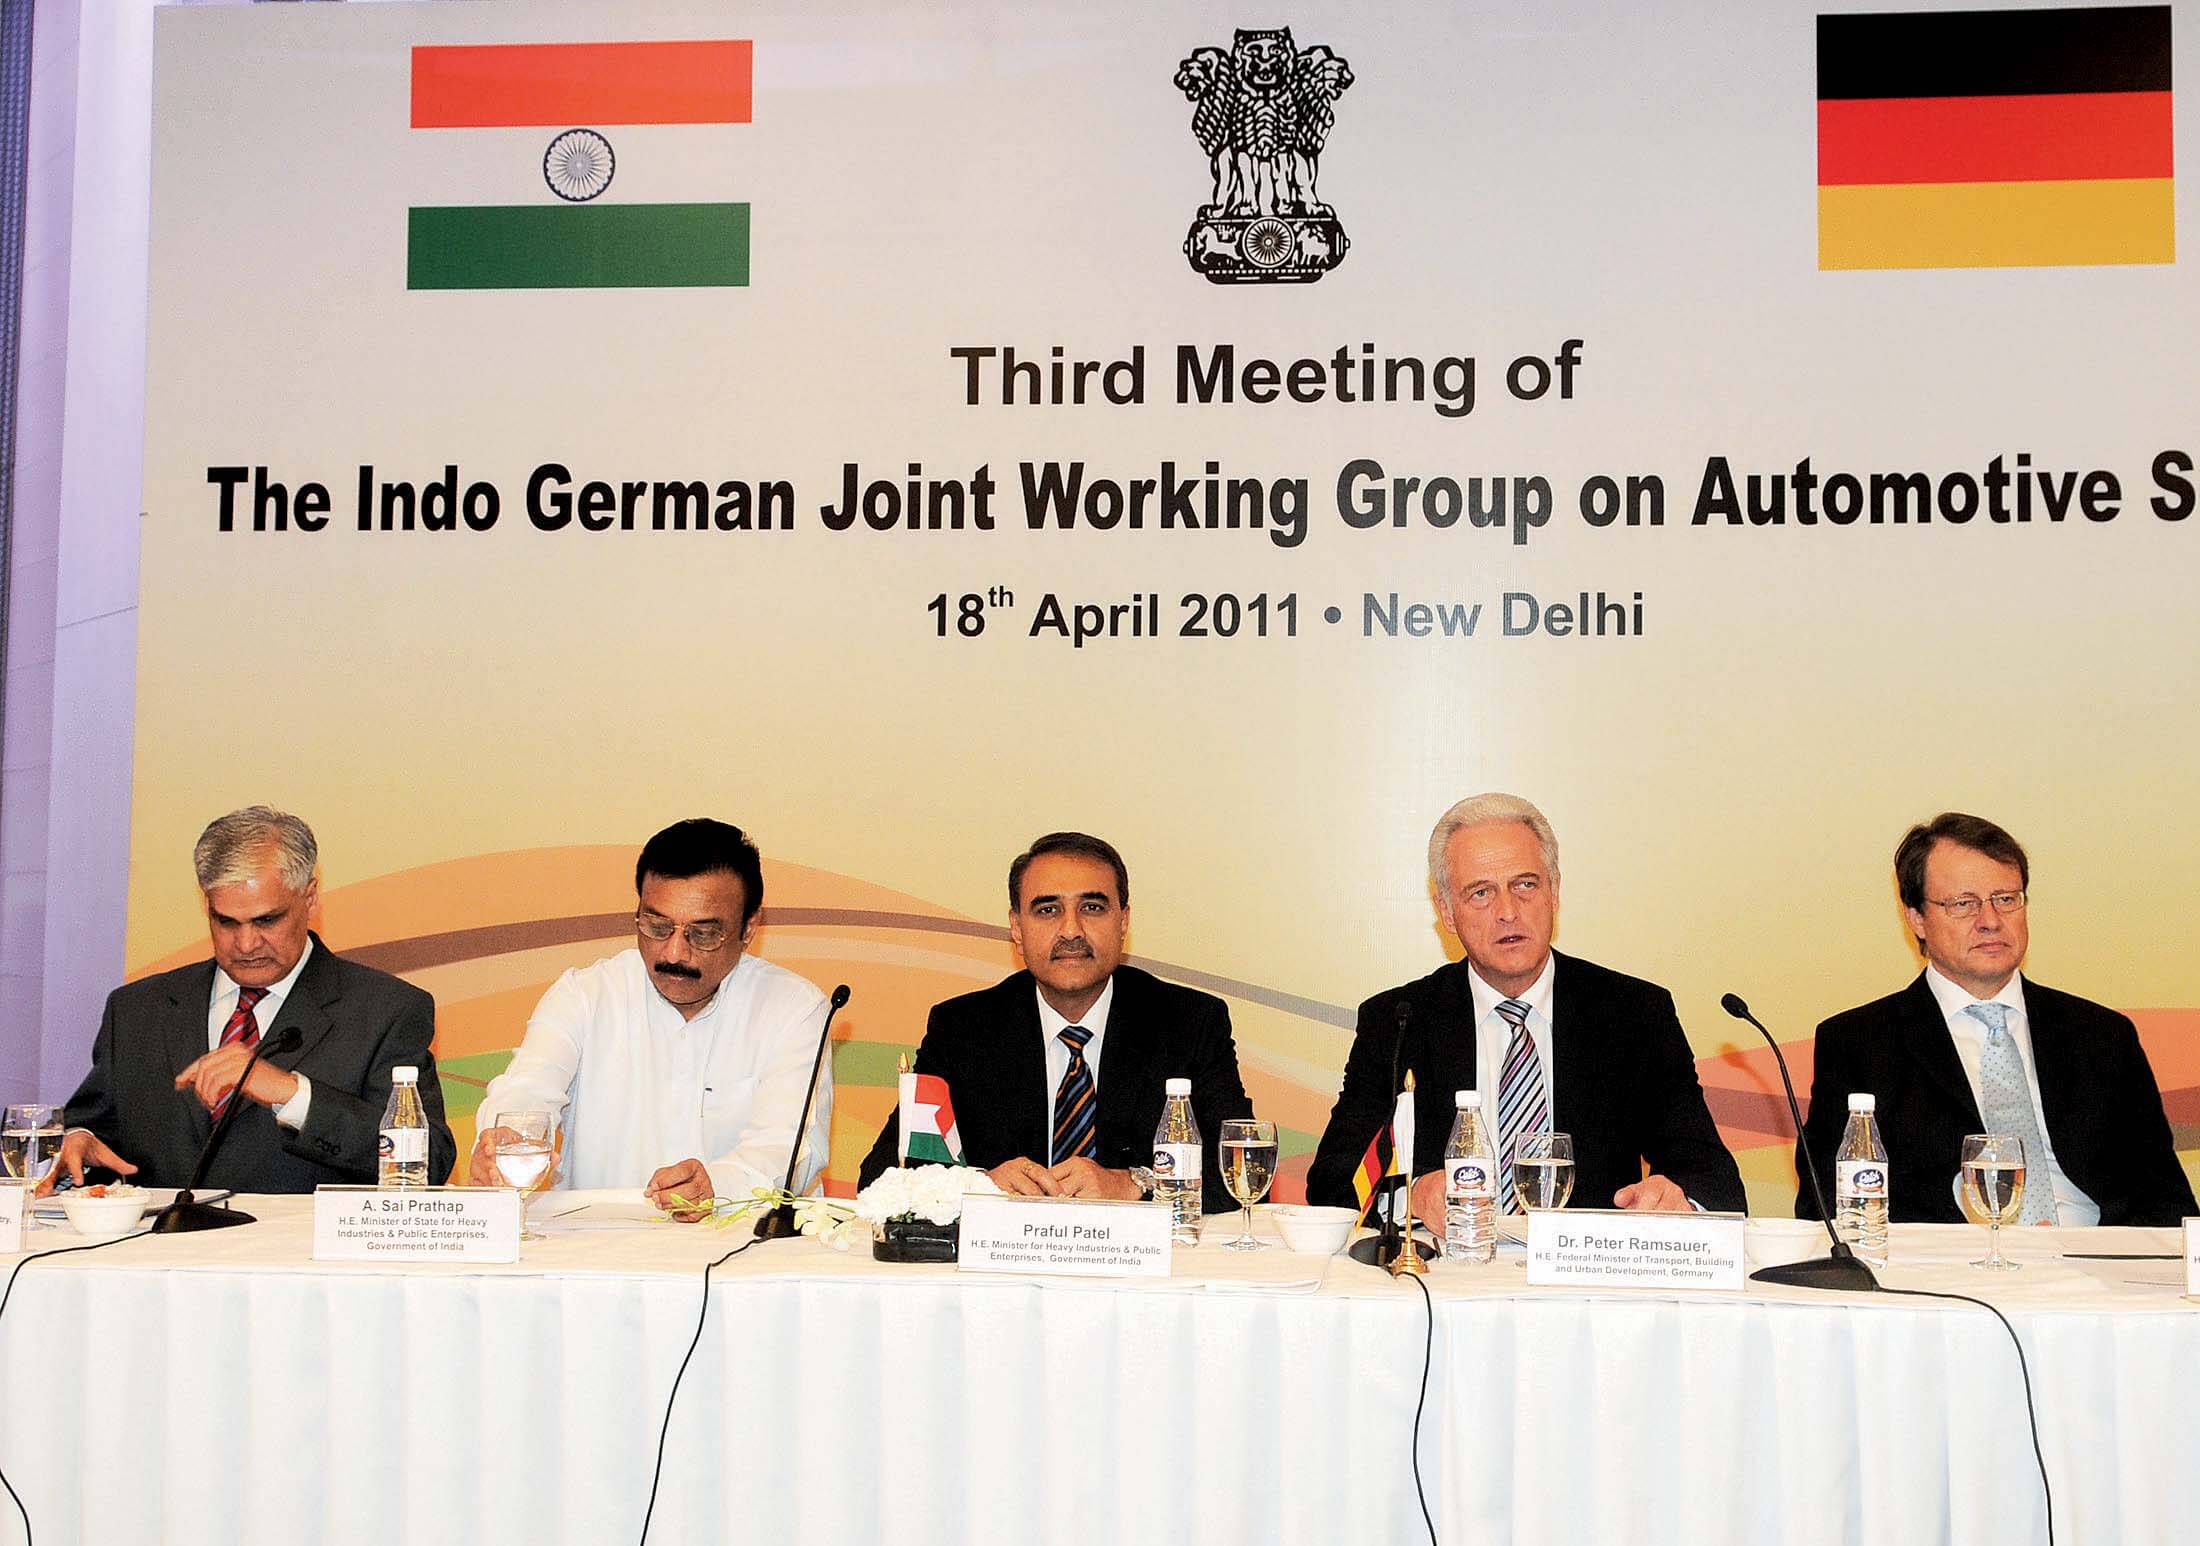 Third Meeting of
The Indo German Joint Working Group on Automotive S
18th April 2011 • New Delhi
try.
A. Sai Prathap
H.E. Minister of State for Heavy
Industries & Public Enterprises,
Government of India
Praful Patel
H.E. Minister for Heavy Industries & Public
Enterprises, Government of India
Dr. Peter Ramsauer,
H.E. Federal Minister of Transport, Building
and Urban Development, Germany
H